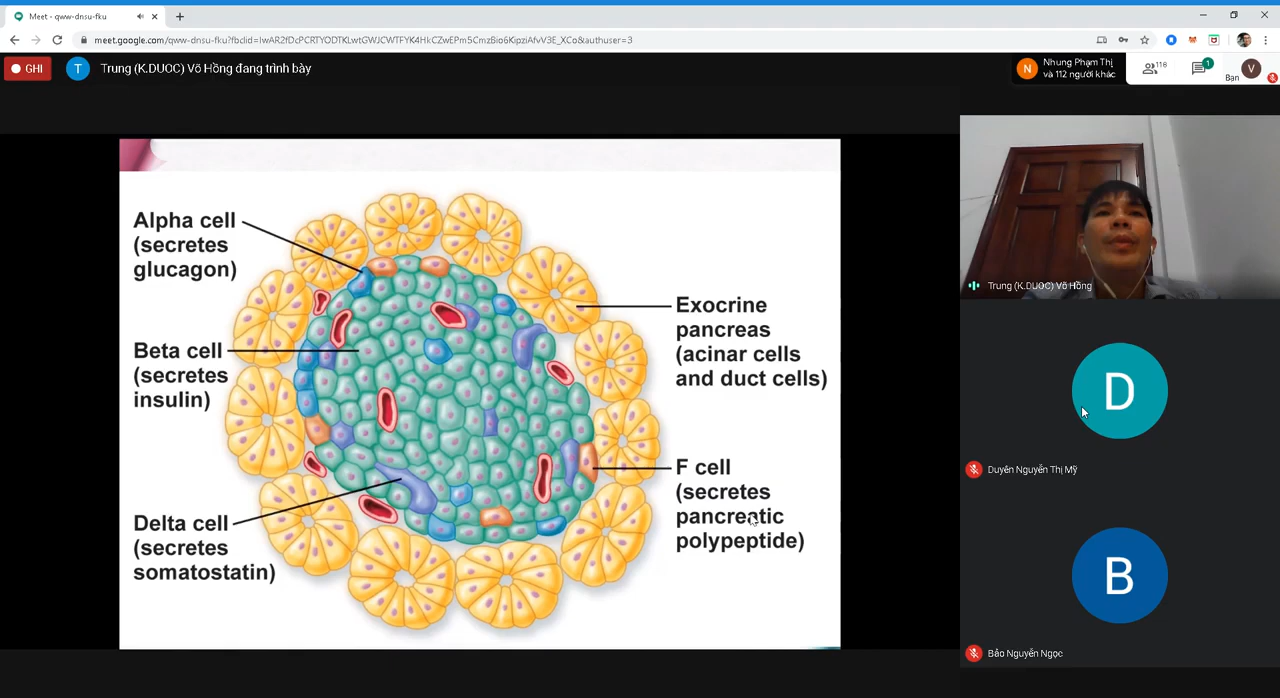 Meet - qww-dnsu-fku
meet.google.com/qww-dnsu-fku?fbclid=IwAR2fDcPCRTYODTKLwtGWJCWTFYK4HkCZwEPm5CmzBio6KipziAfvV3E_XCo&authuser=3
GHI
T
Trung (K.DUOC) Võ Hồng đang trình bày
N
Nhung Phạm Thị
và 112 người khác
116
1
Bạn
V
Alpha cell
(secretes
glucagon)
Beta cell
(secretes
insulin)
Delta cell
(secretes
somatostatin)
Exocrine
pancreas
(acinar cells
and duct cells)
F cell
(secretes
pancreatic
polypeptide)
Trung (K.DUOC) Võ Hồng
D
Duyên Nguyễn Thị Mỹ
B
Bảo Nguyễn Ngọc